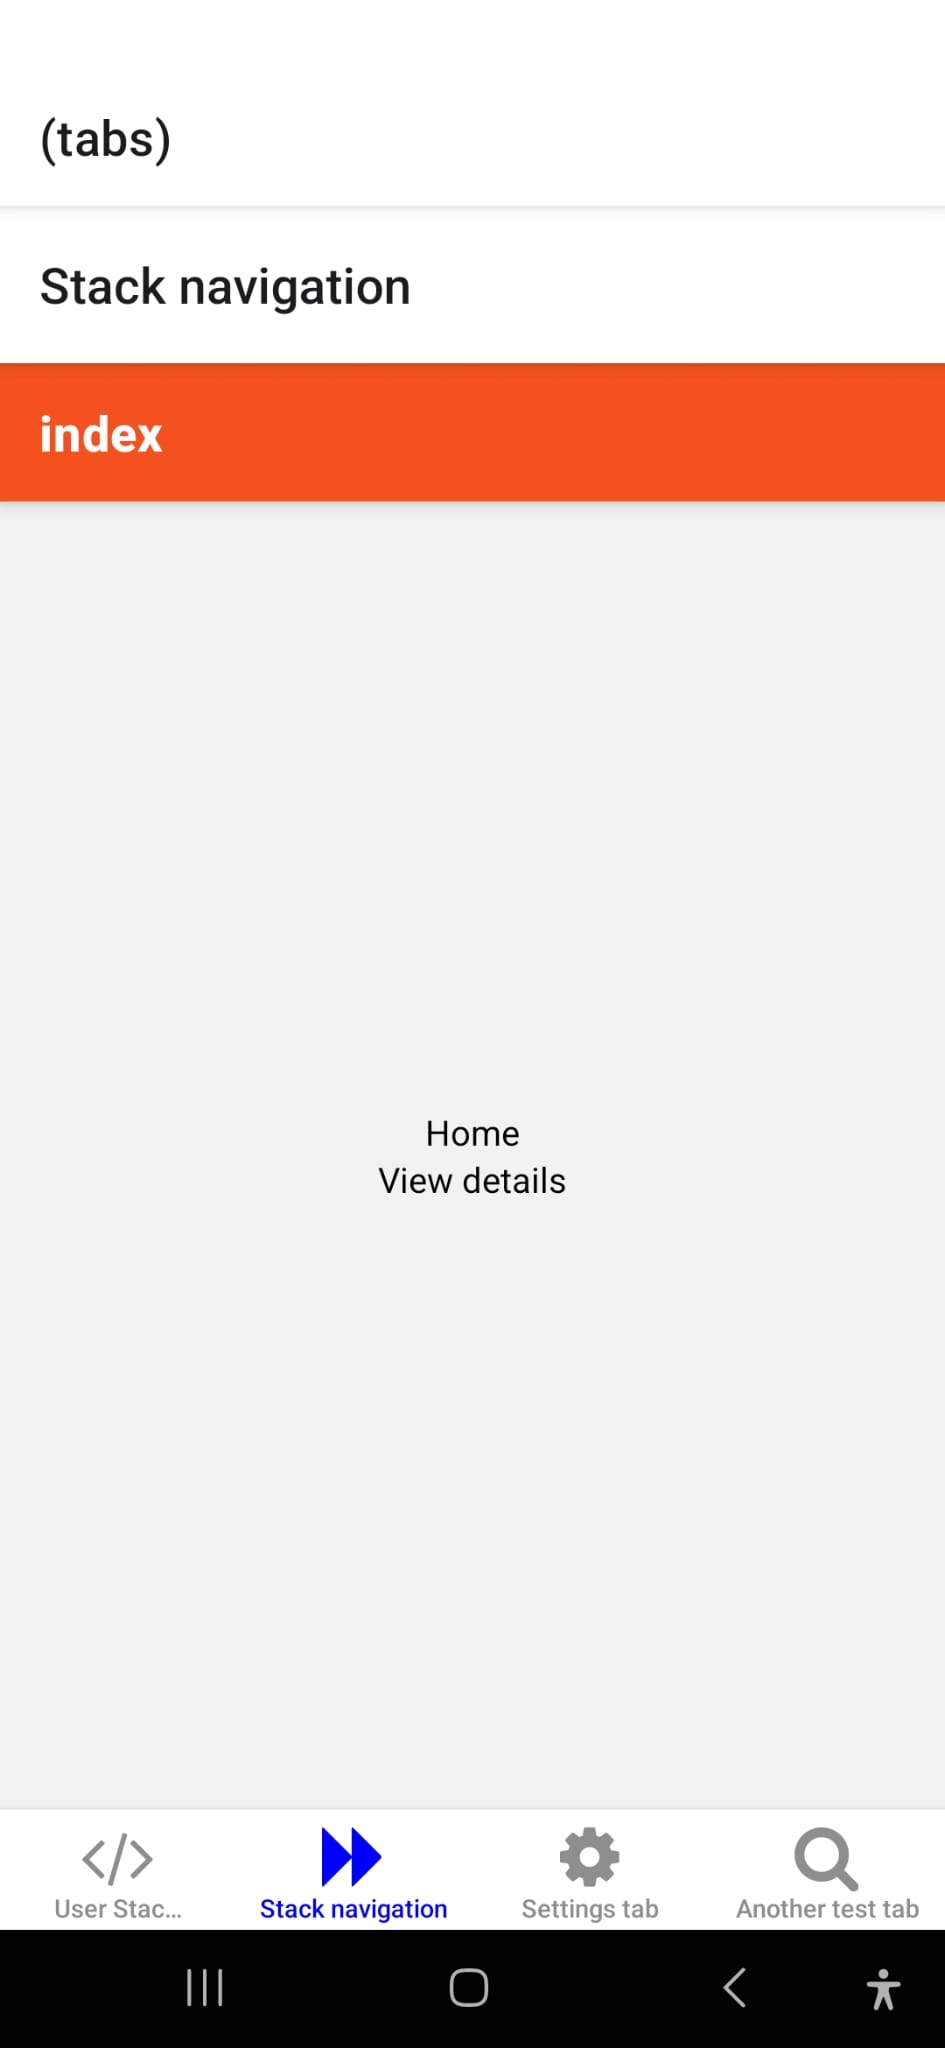 (tabs)
Stack navigation
index
Home
View details
User Stac...
Stack navigation
Settings tab
Another test tab